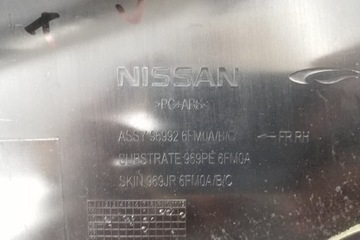 NISSAN
>PC+ABS<
ASSY 96992 6FM0A/B/C ← FR RH
SUBSTRATE 969PE 6FM0A
SKIN 969JR 6FM0A/B/C